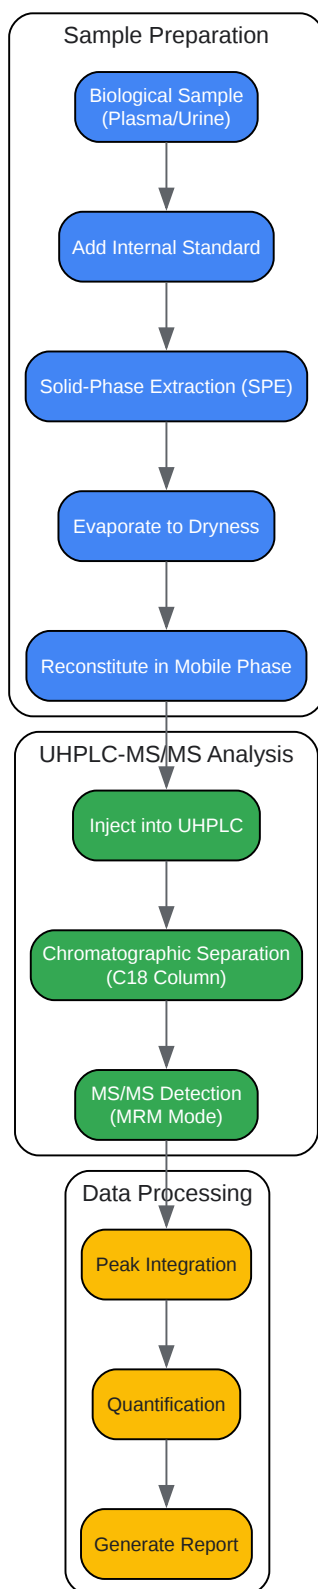 Sample Preparation
Biological Sample
(Plasma/Urine)
Add Internal Standard
Solid-Phase Extraction (SPE)
Evaporate to Dryness
Reconstitute in Mobile Phase
UHPLC-MS/MS Analysis
Inject into UHPLC
Chromatographic Separation
(C18 Column)
MS/MS Detection
(MRM Mode)
Data Processing
Peak Integration
Quantification
Generate Report